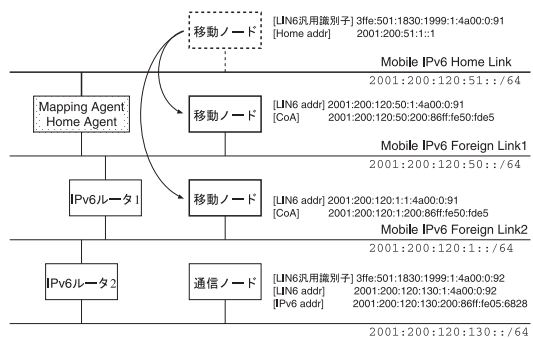 移動ノード
[LIN6汎用識別子] 3ffe:501:1830:1999:1:4a00:0:91
[Home addr] 2001:200:51:1::1
Mobile IPv6 Home Link
2001:200:120:51::/64
Mapping Agent
Home Agent
移動ノード
[LIN6 addr] 2001:200:120:50:1:4a00:0:91
[CoA] 2001:200:120:50:200:86ff:fe50:fde5
Mobile IPv6 Foreign Link1
2001:200:120:50::/64
IPv6ルータ1
移動ノード
[LIN6 addr] 2001:200:120:1:1:4a00:0:91
[CoA] 2001:200:120:1:200:86ff:fe50:fde5
Mobile IPv6 Foreign Link2
2001:200:120:1::/64
IPv6ルータ2
通信ノード
[LIN6汎用識別子] 3ffe:501:1830:1999:1:4a00:0:92
[LIN6 addr] 2001:200:120:130:1:4a00:0:92
[IPv6 addr] 2001:200:120:130:200:86ff:fe05:6828
2001:200:120:130::/64